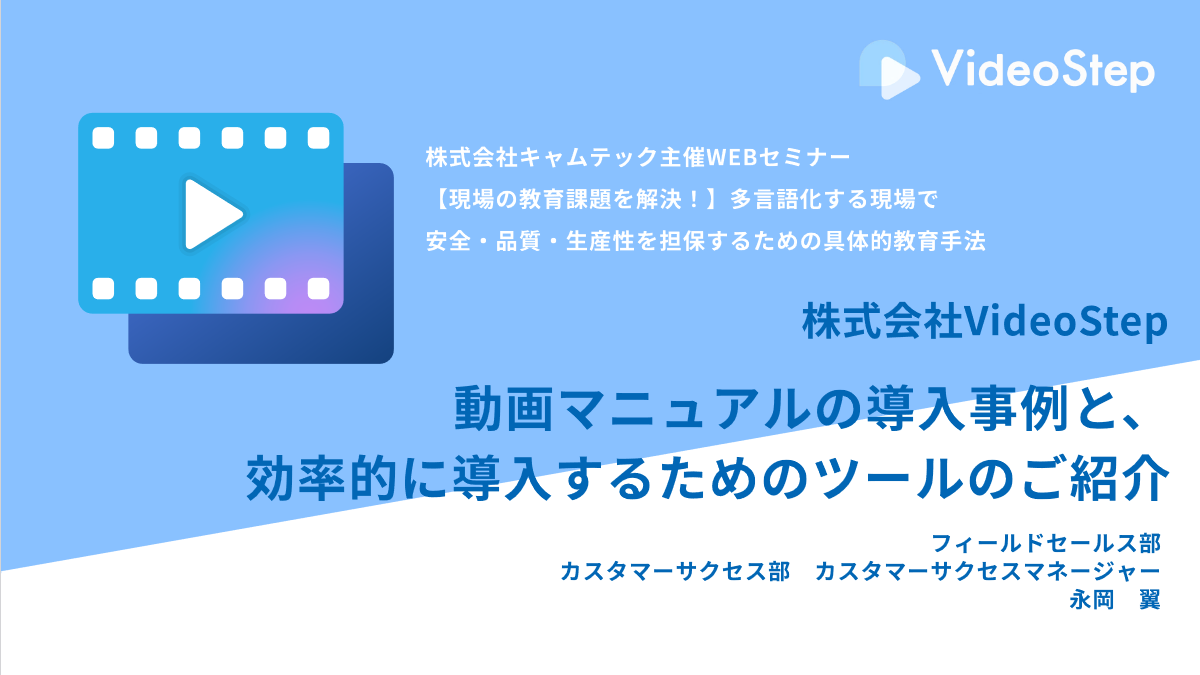 VideoStep
株式会社キャムテック主催WEBセミナー
【現場の教育課題を解決！】多言語化する現場で
安全・品質・生産性を担保するための具体的教育手法
株式会社VideoStep
動画マニュアルの導入事例と、
効率的に導入するためのツールのご紹介
フィールドセールス部
カスタマーサクセス部　カスタマーサクセスマネージャー
永岡　翼